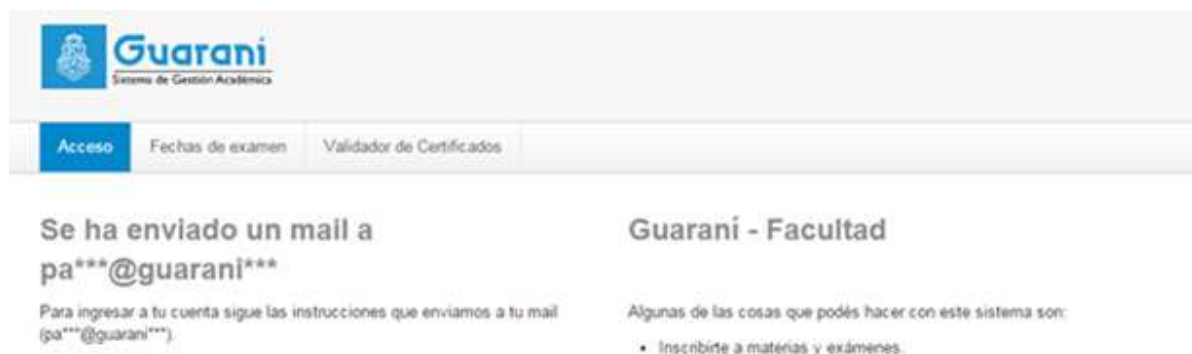 Guaraní
Sistema de Gestión Académica
Acceso
Fechas de examen
Validador de Certificados
Se ha enviado un mail a
pa***@guarani***
Para ingresar a tu cuenta sigue las instrucciones que enviamos a tu mail
(pa***@guarani***).
Guaraní - Facultad
Algunas de las cosas que podés hacer con este sistema son:
• Inscribirte a materias y exámenes.